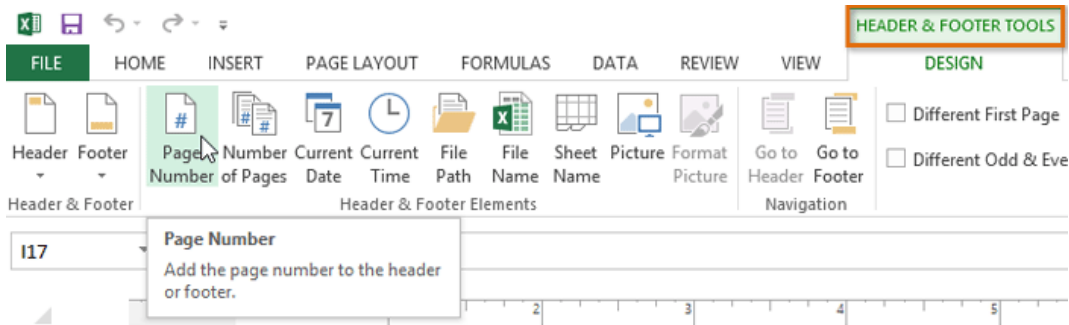 HEADER & FOOTER TOOLS
FILE HOME INSERT PAGE LAYOUT FORMULAS DATA REVIEW VIEW DESIGN
# # # 7 X
Header Footer Page Number Current Current File File Sheet Picture Format Go to Go to
Number of Pages Date Time Path Name Name Picture Header Footer
Different First Page
Different Odd & Eve
Header & Footer Header & Footer Elements Navigation
I17
Page Number
Add the page number to the header
or footer.
2 3 4 5